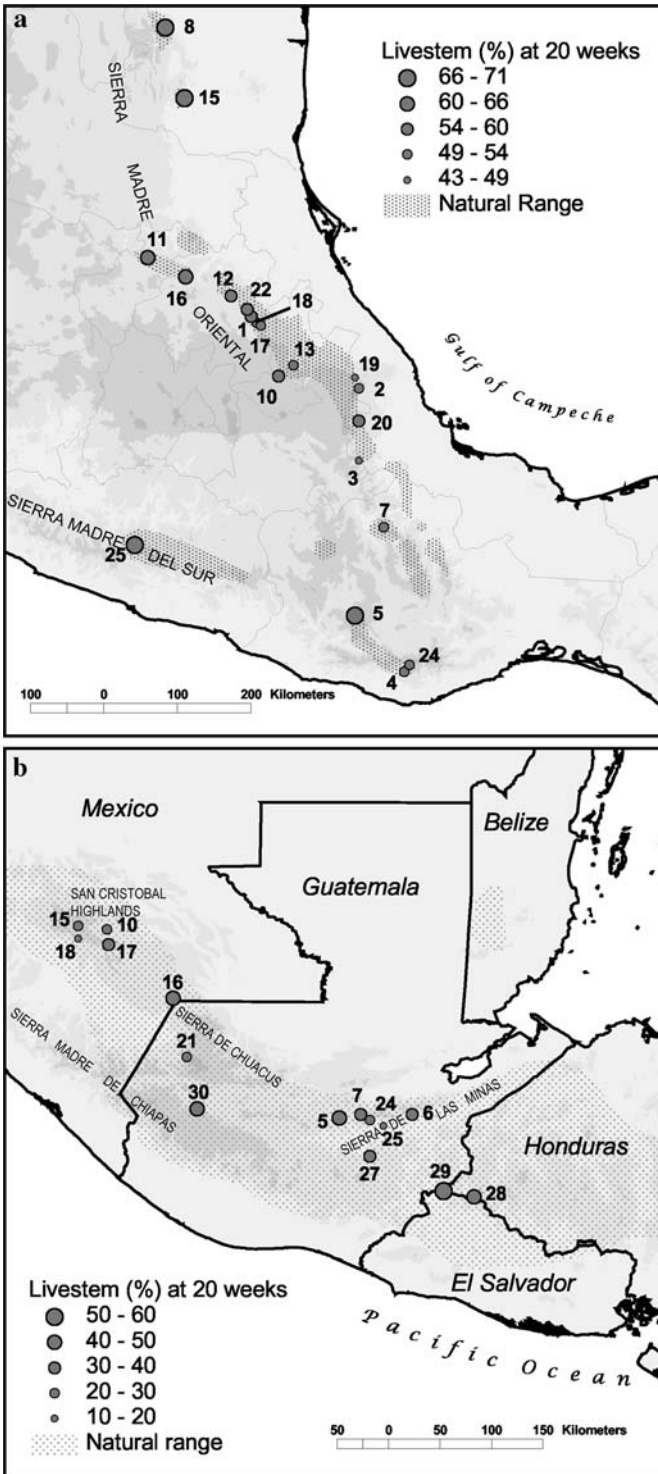 a
8
SIERRA
15
Livestem (%) at 20 weeks
66 - 71
60 - 66
54 - 60
49 - 54
43 - 49
Natural Range
MADRE
11
16
12
22
18
1
17
ORIENTAL
13
10
19
2
20
3
Gulf of Campeche
7
SIERRA MADRE DEL SUR
25
5
24
4
100 0 100 200 Kilometers
b
Mexico
Belize
Guatemala
SAN CRISTOBAL
HIGHLANDS
15
10
18
17
16
SIERRA DE CHUACUS
21
SIERRA MADRE DE CHIAPAS
30
5
7
24
6
SIERRA DE LAS MINAS
25
27
Honduras
29
28
El Salvador
Livestem (%) at 20 weeks
50 - 60
40 - 50
30 - 40
20 - 30
10 - 20
Natural range
Pacific Ocean
50 0 50 100 150 Kilometers